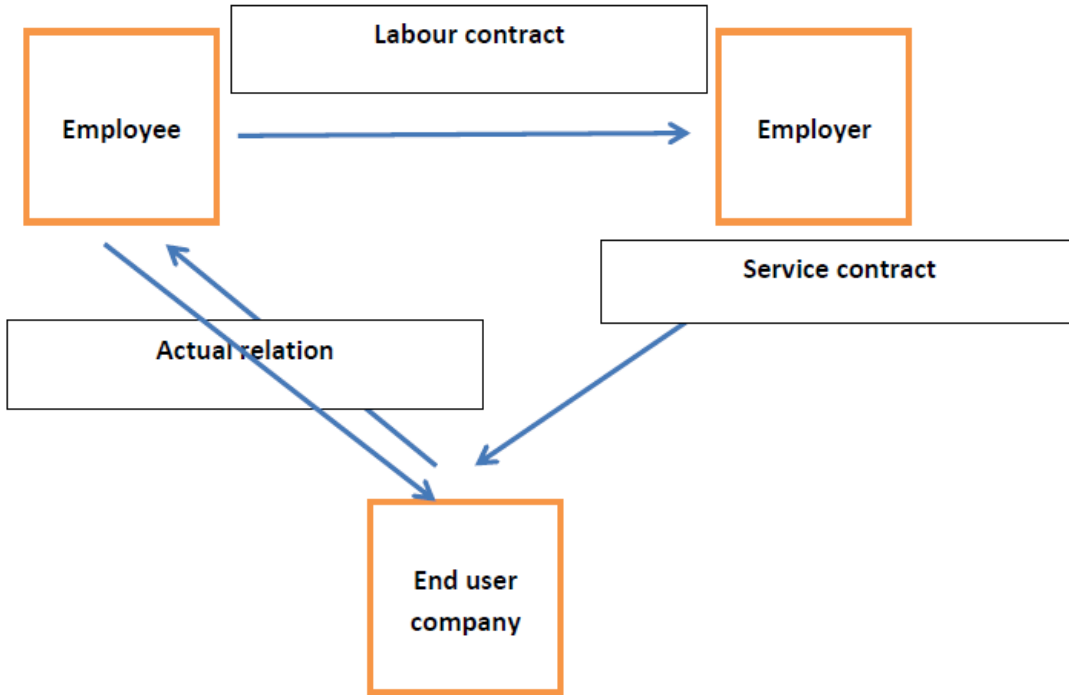 Labour contract
Employee
Employer
Service contract
Actual relation
End user
company